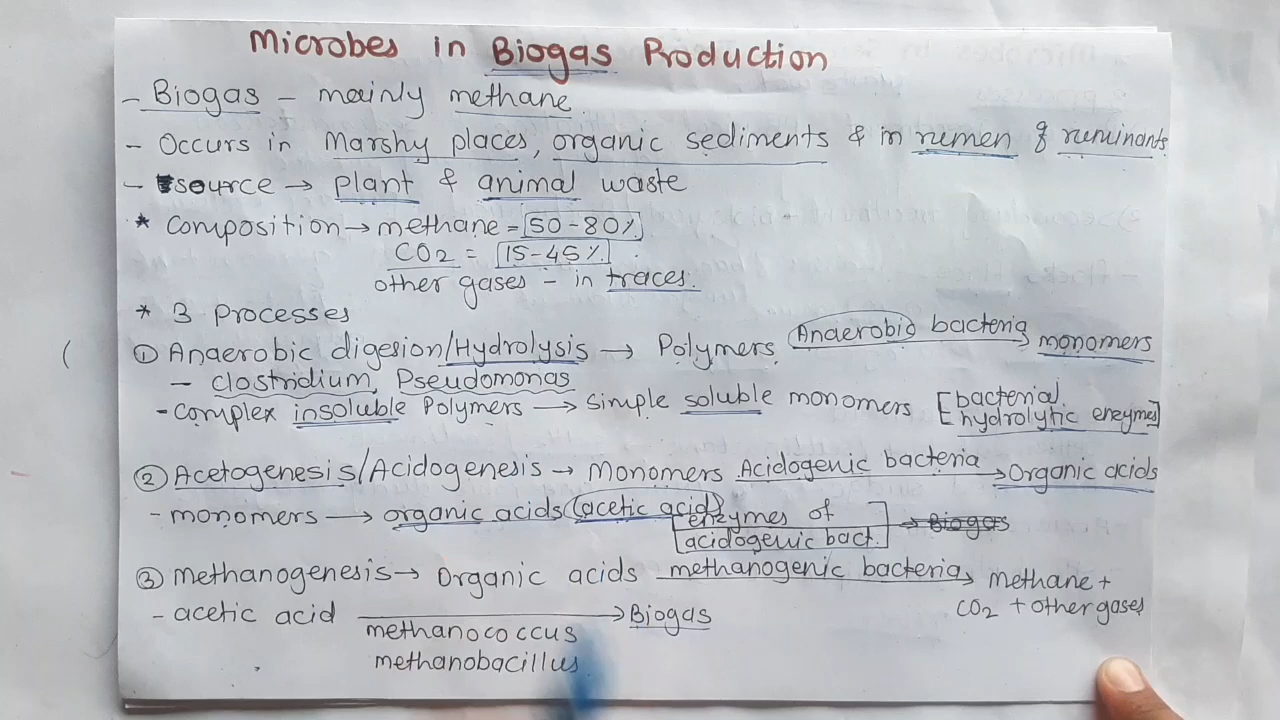 Microbes in Biogas Production
- Biogas - mainly methane
- Occurs in Marshy places, organic sediments & in rumen of ruminants
- source → plant & animal waste
* Composition → methane = 50-80%
CO2 = 15-45%
other gases - in traces.
* 3 Processes
① Anaerobic digesion/Hydrolysis → Polymers Anaerobic bacteria monomers
- clostridium, Pseudomonas
- complex insoluble Polymers → simple soluble monomers [bacterial
hydrolytic enzymes]
② Acetogenesis/Acidogenesis → Monomers Acidogenic bacteria → Organic acids
- monomers → organic acids (acetic acid)
enzymes of
acidogenic bact. → Biogas
③ methanogenesis → Organic acids methanogenic bacteria → methane +
CO2 + other gases
- acetic acid → Biogas
methanococcus
methanobacillus